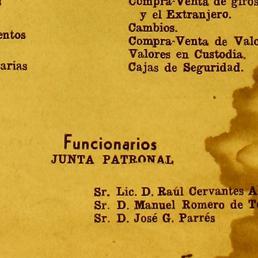 Compra-Venta de giros
y el Extranjero.
Cambios.
Compra-Venta de Valo
Valores en Custodia.
Cajas de Seguridad.
entos
arias
Funcionarios
JUNTA PATRONAL
Sr. Lic. D. Raúl Cervantes A
Sr. D. Manuel Romero de Te
Sr. D. José G. Parrés